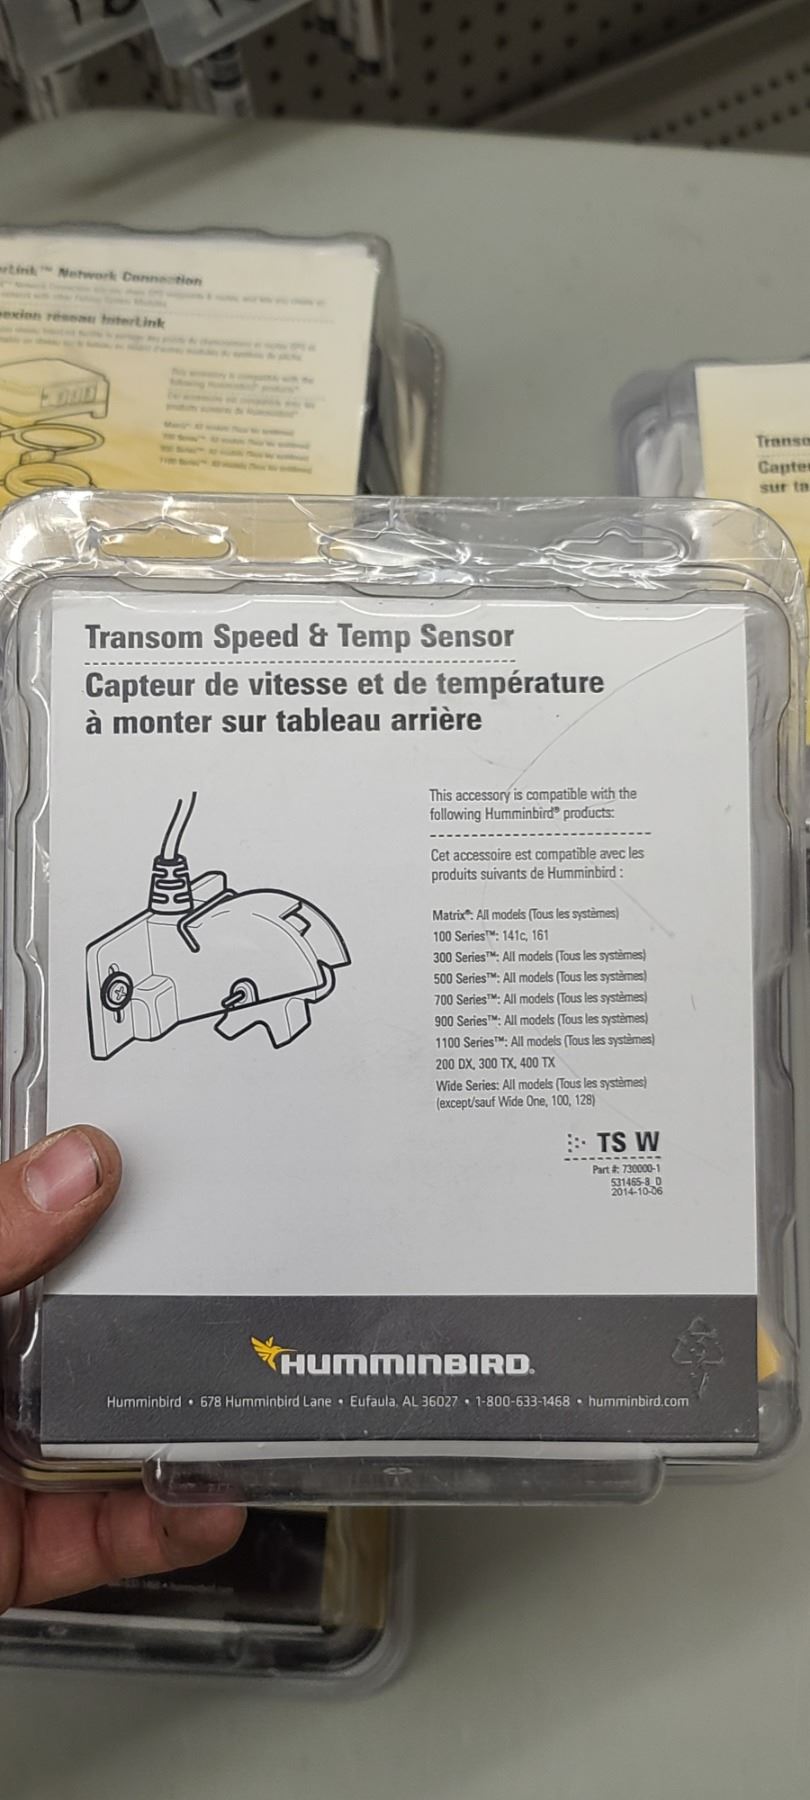 Network Connection
exion réseau InterLink
Transo
Capte
sur ta
Transom Speed & Temp Sensor
Capteur de vitesse et de température
à monter sur tableau arrière
This accessory is compatible with the
following Humminbird® products:
Cet accessoire est compatible avec les
produits suivants de Humminbird :
Matrix®: All models (Tous les systèmes)
100 Series™: 141c, 161
300 Series™: All models (Tous les systèmes)
500 Series™: All models (Tous les systèmes)
700 Series™: All models (Tous les systèmes)
900 Series™: All models (Tous les systèmes)
1100 Series™: All models (Tous les systèmes)
200 DX, 300 TX, 400 TX
Wide Series: All models (Tous les systèmes)
(except/sauf Wide One, 100, 128)
TS W
Part #: 730000-1
531465-8_D
2014-10-06
HUMMINBIRD®
Humminbird • 678 Humminbird Lane • Eufaula, AL 36027 • 1-800-633-1468 • humminbird.com